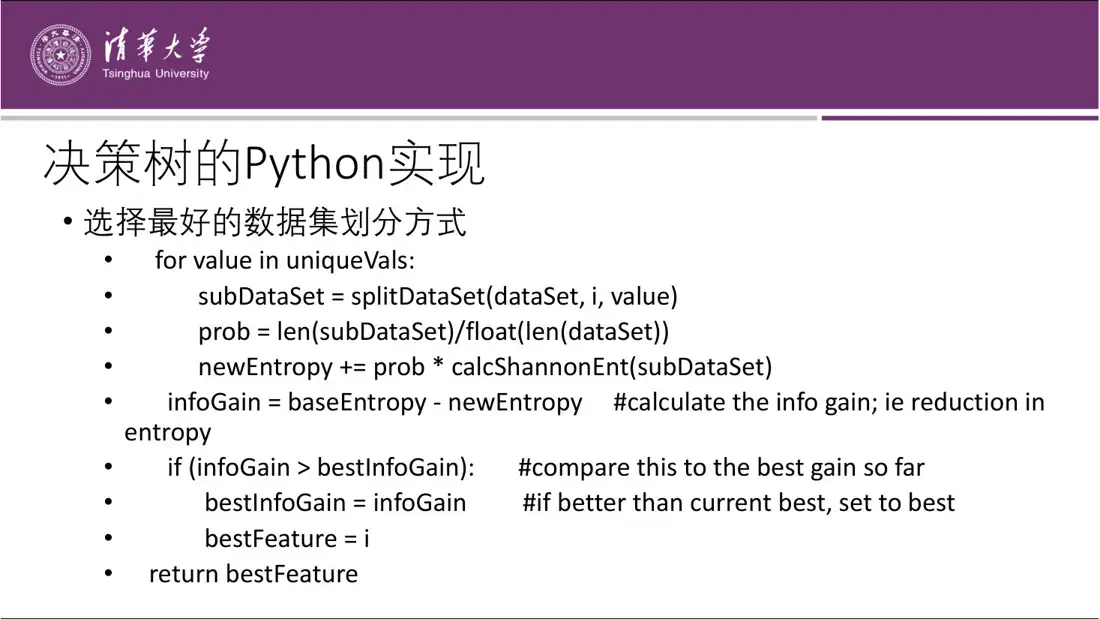 清华大学
Tsinghua University
决策树的Python实现
• 选择最好的数据集划分方式
• for value in uniqueVals:
• subDataSet = splitDataSet(dataSet, i, value)
• prob = len(subDataSet)/float(len(dataSet))
• newEntropy += prob * calcShannonEnt(subDataSet)
• infoGain = baseEntropy - newEntropy #calculate the info gain; ie reduction in
entropy
• if (infoGain > bestInfoGain): #compare this to the best gain so far
• bestInfoGain = infoGain #if better than current best, set to best
• bestFeature = i
• return bestFeature